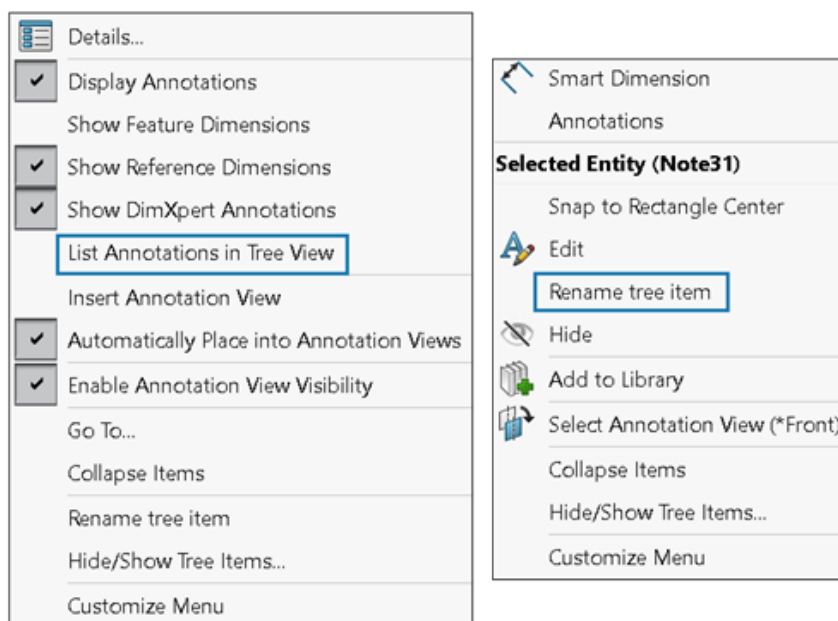 Details...
Display Annotations
Show Feature Dimensions
Show Reference Dimensions
Show DimXpert Annotations
List Annotations in Tree View
Insert Annotation View
Automatically Place into Annotation Views
Enable Annotation View Visibility
Go To...
Collapse Items
Rename tree item
Hide/Show Tree Items...
Customize Menu
Smart Dimension
Annotations
Selected Entity (Note31)
Snap to Rectangle Center
Edit
Rename tree item
Hide
Add to Library
Select Annotation View (*Front)
Collapse Items
Hide/Show Tree Items...
Customize Menu